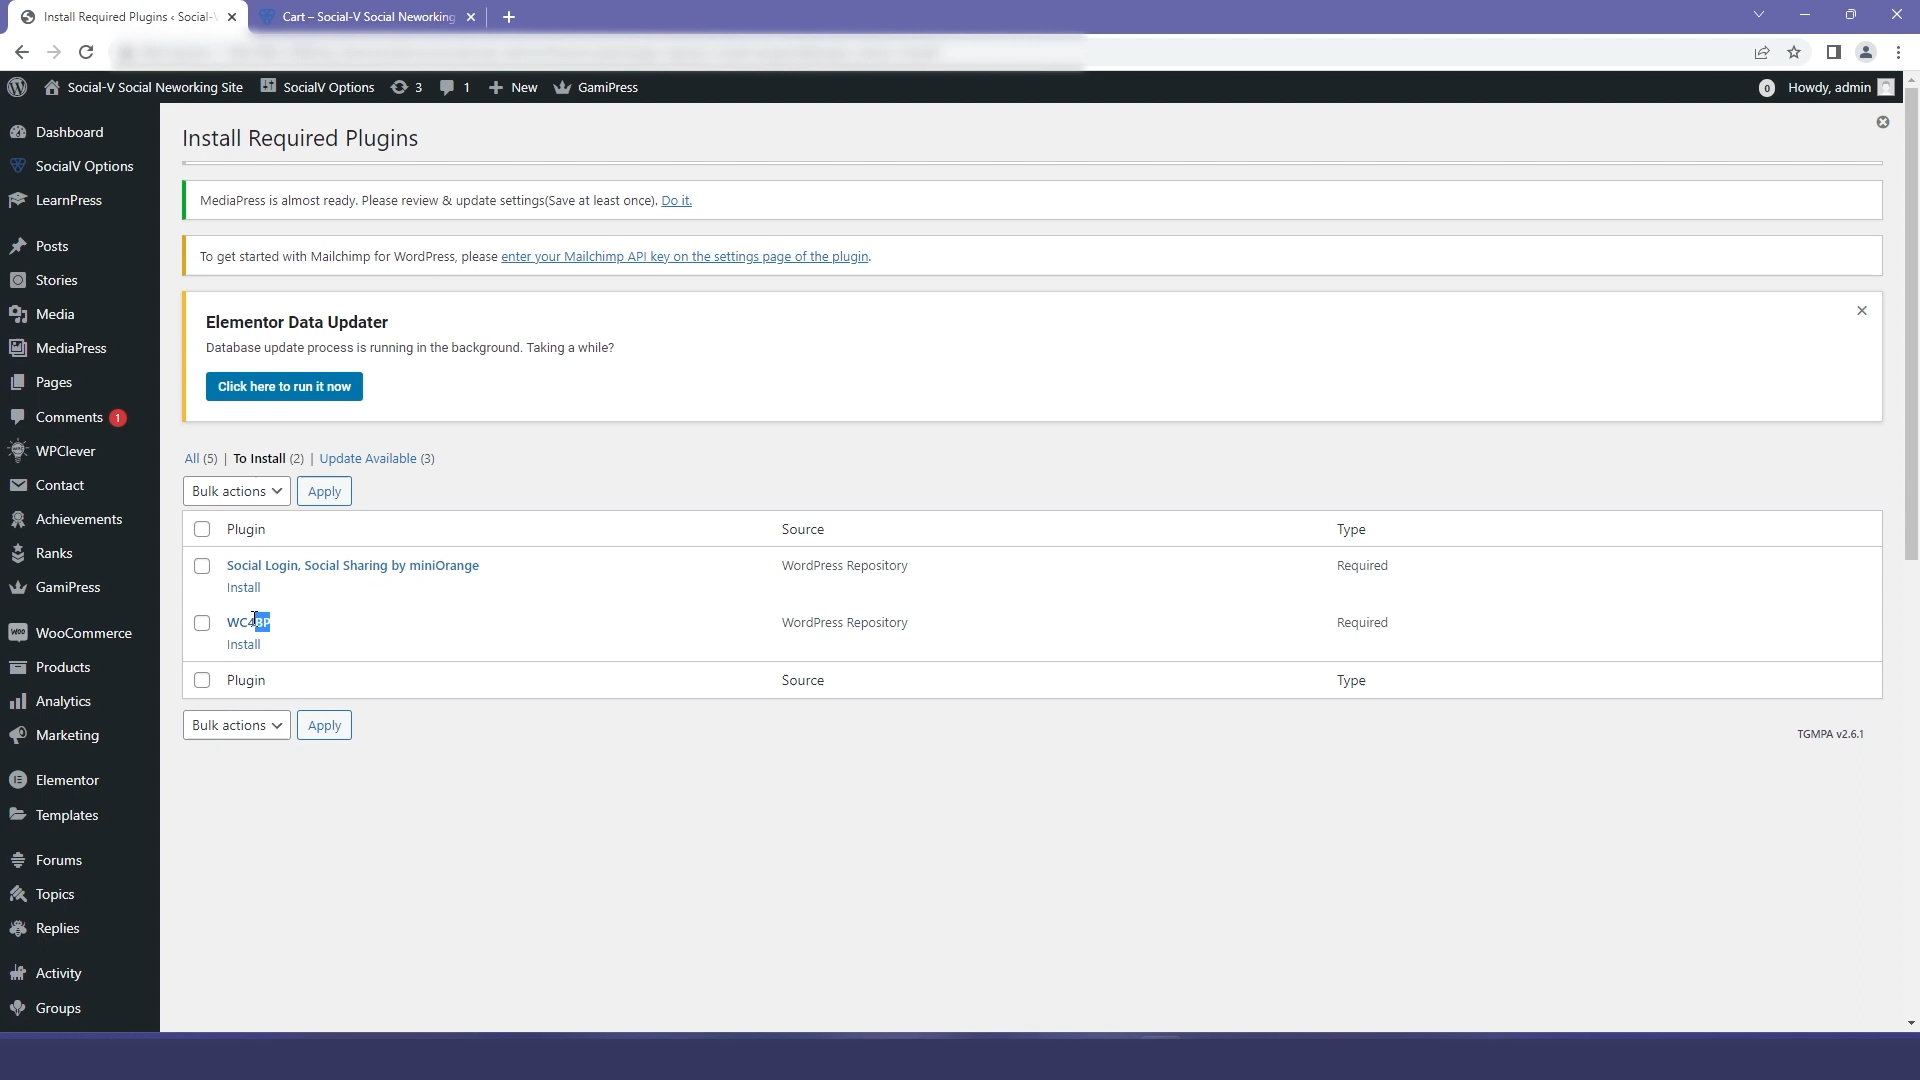 Install Required Plugins ‹ Social-V
Cart – Social-V Social Neworking
Social-V Social Neworking Site
SocialV Options
3
1
New
GamiPress
0
Howdy, admin
Dashboard
SocialV Options
LearnPress
Posts
Stories
Media
MediaPress
Pages
Comments 1
WPClever
Contact
Achievements
Ranks
GamiPress
WooCommerce
Products
Analytics
Marketing
Elementor
Templates
Forums
Topics
Replies
Activity
Groups
Install Required Plugins
MediaPress is almost ready. Please review & update settings(Save at least once). Do it.
To get started with Mailchimp for WordPress, please enter your Mailchimp API key on the settings page of the plugin.
Elementor Data Updater
Database update process is running in the background. Taking a while?
Click here to run it now
All (5) | To Install (2) | Update Available (3)
Bulk actions Apply
Plugin Source Type
Social Login, Social Sharing by miniOrange WordPress Repository Required
Install
WC4BP WordPress Repository Required
Install
Plugin Source Type
Bulk actions Apply
TGMPA v2.6.1